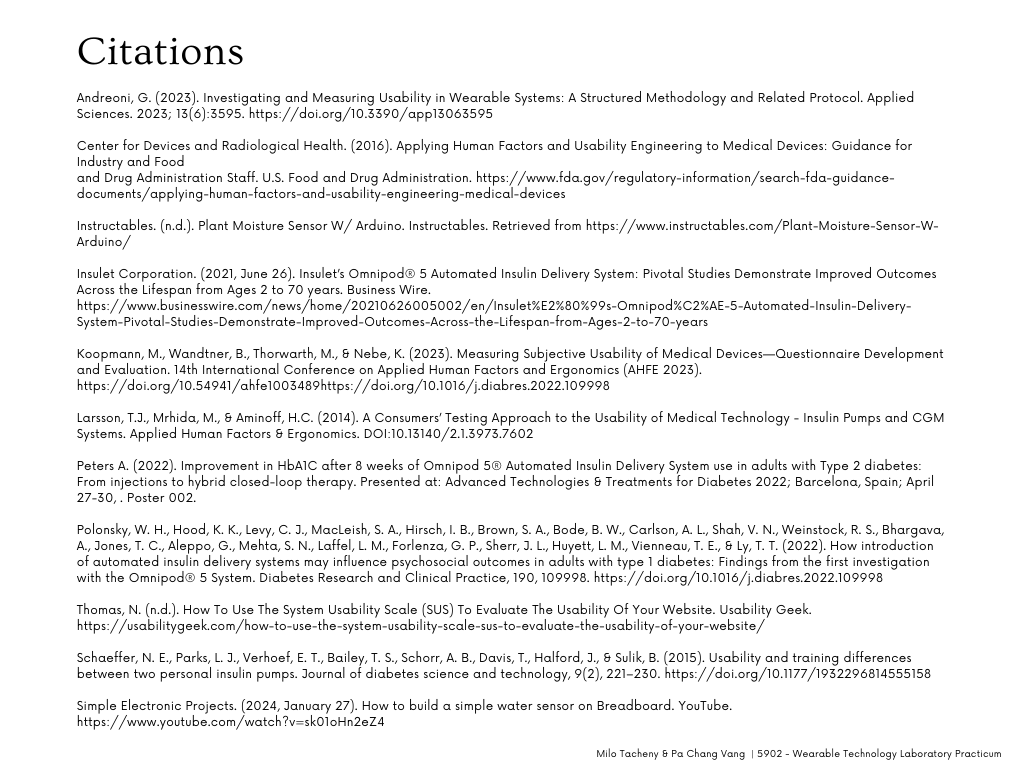 Citations
Andreoni, G. (2023). Investigating and Measuring Usability in Wearable Systems: A Structured Methodology and Related Protocol. Applied
Sciences. 2023; 13(6):3595. https://doi.org/10.3390/app13063595
Center for Devices and Radiological Health. (2016). Applying Human Factors and Usability Engineering to Medical Devices: Guidance for
Industry and Food
and Drug Administration Staff. U.S. Food and Drug Administration. https://www.fda.gov/regulatory-information/search-fda-guidance-
documents/applying-human-factors-and-usability-engineering-medical-devices
Instructables. (n.d.). Plant Moisture Sensor W/ Arduino. Instructables. Retrieved from https://www.instructables.com/Plant-Moisture-Sensor-W-
Arduino/
Insulet Corporation. (2021, June 26). Insulet's Omnipod® 5 Automated Insulin Delivery System: Pivotal Studies Demonstrate Improved Outcomes
Across the Lifespan from Ages 2 to 70 years. Business Wire.
https://www.businesswire.com/news/home/20210626005002/en/Insulet%E2%80%99s-Omnipod%C2%AE-5-Automated-Insulin-Delivery-
System-Pivotal-Studies-Demonstrate-Improved-Outcomes-Across-the-Lifespan-from-Ages-2-to-70-years
Koopmann, M., Wandtner, B., Thorwarth, M., & Nebe, K. (2023). Measuring Subjective Usability of Medical Devices—Questionnaire Development
and Evaluation. 14th International Conference on Applied Human Factors and Ergonomics (AHFE 2023).
https://doi.org/10.54941/ahfe1003489https://doi.org/10.1016/j.diabres.2022.109998
Larsson, T.J., Mrhida, M., & Aminoff, H.C. (2014). A Consumers' Testing Approach to the Usability of Medical Technology - Insulin Pumps and CGM
Systems. Applied Human Factors & Ergonomics. DOI:10.13140/2.1.3973.7602
Peters A. (2022). Improvement in HbA1C after 8 weeks of Omnipod 5® Automated Insulin Delivery System use in adults with Type 2 diabetes:
From injections to hybrid closed-loop therapy. Presented at: Advanced Technologies & Treatments for Diabetes 2022; Barcelona, Spain; April
27-30, . Poster 002.
Polonsky, W. H., Hood, K. K., Levy, C. J., MacLeish, S. A., Hirsch, I. B., Brown, S. A., Bode, B. W., Carlson, A. L., Shah, V. N., Weinstock, R. S., Bhargava,
A., Jones, T. C., Aleppo, G., Mehta, S. N., Laffel, L. M., Forlenza, G. P., Sherr, J. L., Huyett, L. M., Vienneau, T. E., & Ly, T. T. (2022). How introduction
of automated insulin delivery systems may influence psychosocial outcomes in adults with type 1 diabetes: Findings from the first investigation
with the Omnipod® 5 System. Diabetes Research and Clinical Practice, 190, 109998. https://doi.org/10.1016/j.diabres.2022.109998
Thomas, N. (n.d.). How To Use The System Usability Scale (SUS) To Evaluate The Usability Of Your Website. Usability Geek.
https://usabilitygeek.com/how-to-use-the-system-usability-scale-sus-to-evaluate-the-usability-of-your-website/
Schaeffer, N. E., Parks, L. J., Verhoef, E. T., Bailey, T. S., Schorr, A. B., Davis, T., Halford, J., & Sulik, B. (2015). Usability and training differences
between two personal insulin pumps. Journal of diabetes science and technology, 9(2), 221–230. https://doi.org/10.1177/1932296814555158
Simple Electronic Projects. (2024, January 27). How to build a simple water sensor on Breadboard. YouTube.
https://www.youtube.com/watch?v=sk01oHn2eZ4
Milo Tacheny & Pa Chang Vang | 5902 - Wearable Technology Laboratory Practicum